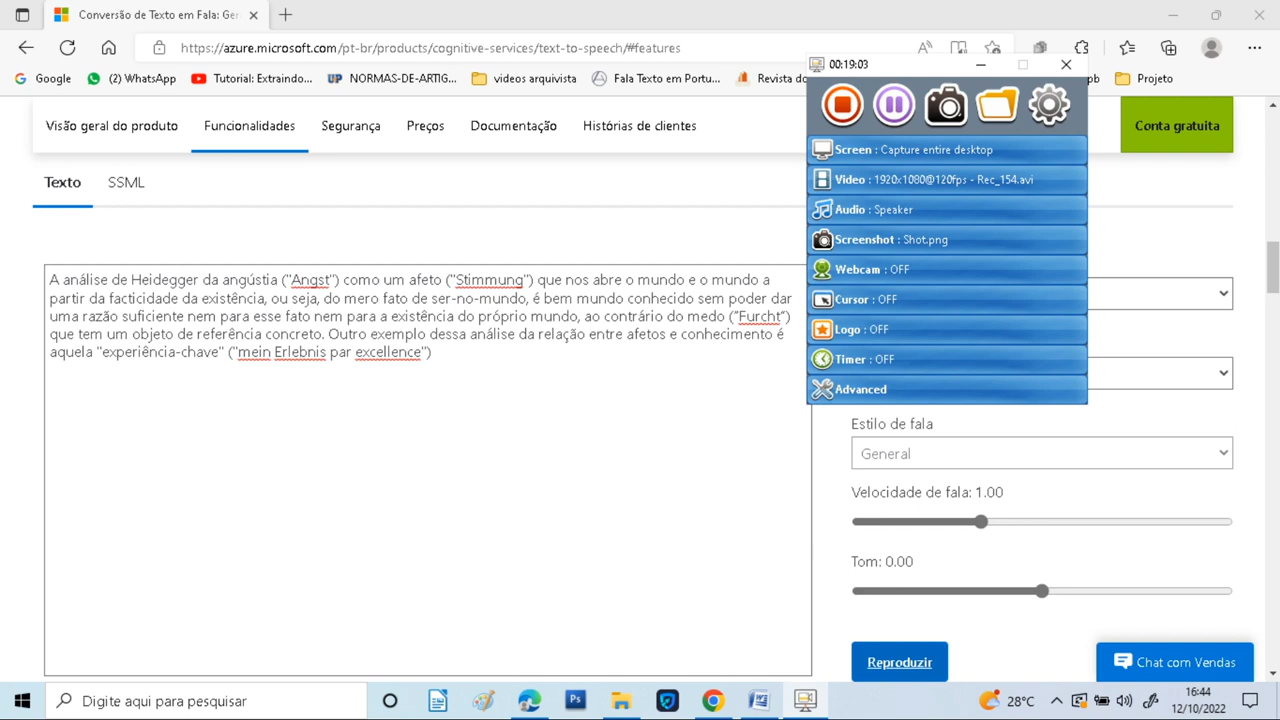 Conversão de Texto em Fala: Ger
https://azure.microsoft.com/pt-br/products/cognitive-services/text-to-speech/#features
Google
(2) WhatsApp
Tutorial: Extraindo...
UP NORMAS-DE-ARTIG...
videos arquivista
Fala Texto em Portu...
Revista do
pb
Projeto
00:19:03
Visão geral do produto
Funcionalidades
Segurança
Preços
Documentação
Histórias de clientes
Conta gratuita
Screen : Capture entire desktop
Video : 1920x1080@120fps - Rec_154.avi
Audio : Speaker
Screenshot : Shot.png
Webcam : OFF
Cursor : OFF
Logo : OFF
Timer : OFF
Advanced
Texto
SSML
A análise de Heidegger da angústia ("Angst") como um afeto ("Stimmung") que nos abre o mundo e o mundo a
partir da facticidade da existência, ou seja, do mero fato de ser-no-mundo, é bem mundo conhecido sem poder dar
uma razão suficiente nem para esse fato nem para a existência do próprio mundo, ao contrário do medo ("Furcht")
que tem um objeto de referência concreto. Outro exemplo dessa análise da relação entre afetos e conhecimento é
aquela "experiência-chave" ("mein Erlebnis par excellence")
Estilo de fala
General
Velocidade de fala: 1.00
Tom: 0.00
Reproduzir
Chat com Vendas
Digite aqui para pesquisar
Ps
28°C
16:44
12/10/2022